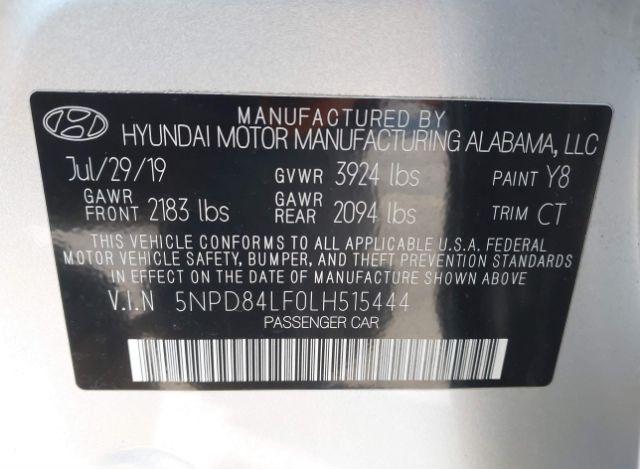 MANUFACTURED BY
HYUNDAI MOTOR MANUFACTURING ALABAMA, LLC
Jul/29/19 GVWR 3924 lbs PAINT Y8
GAWR FRONT 2183 lbs GAWR REAR 2094 lbs TRIM CT
THIS VEHICLE CONFORMS TO ALL APPLICABLE U.S.A. FEDERAL
MOTOR VEHICLE SAFETY, BUMPER, AND THEFT PREVENTION STANDARDS
IN EFFECT ON THE DATE OF MANUFACTURE SHOWN ABOVE.
V.I.N 5NPD84LF0LH515444
PASSENGER CAR